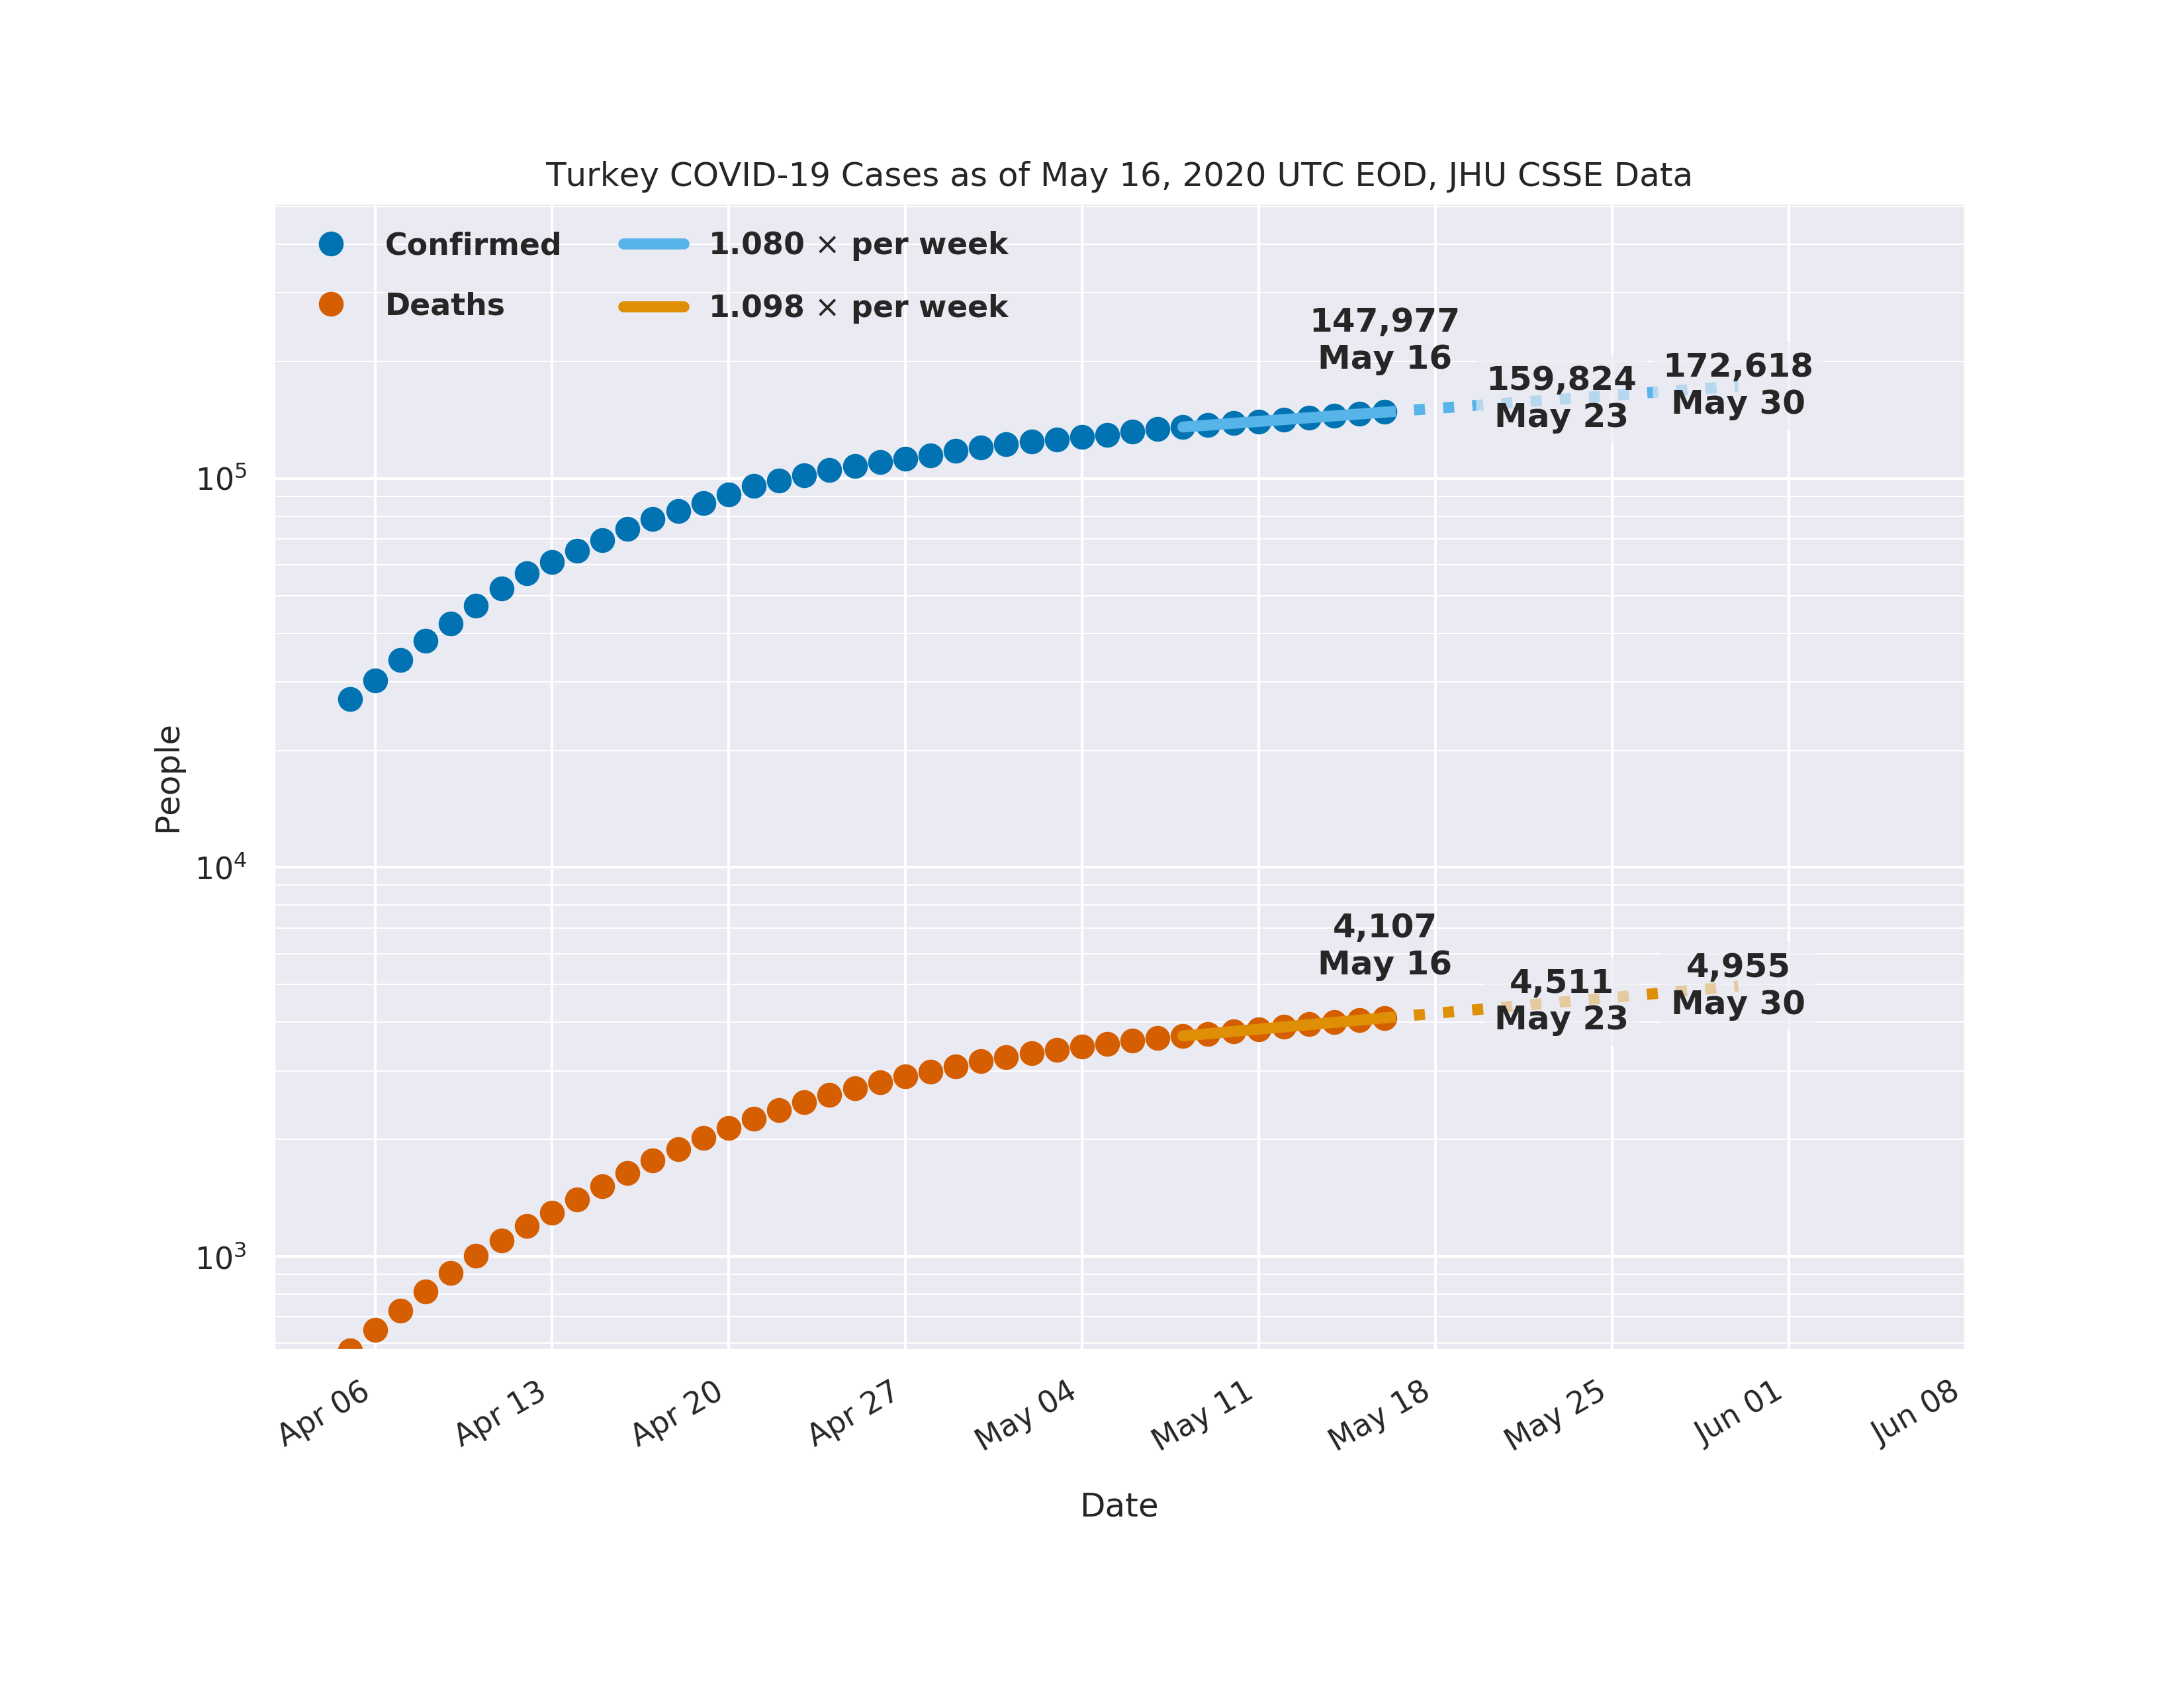 Turkey COVID-19 Cases as of May 16, 2020 UTC EOD, JHU CSSE Data
Confirmed
Deaths
1.080 × per week
1.098 × per week
147,977
May 16
159,824
May 23
172,618
May 30
4,107
May 16
4,511
May 23
4,955
May 30
People
10⁵
10⁴
10³
Apr 06
Apr 13
Apr 20
Apr 27
May 04
May 11
May 18
May 25
Jun 01
Jun 08
Date